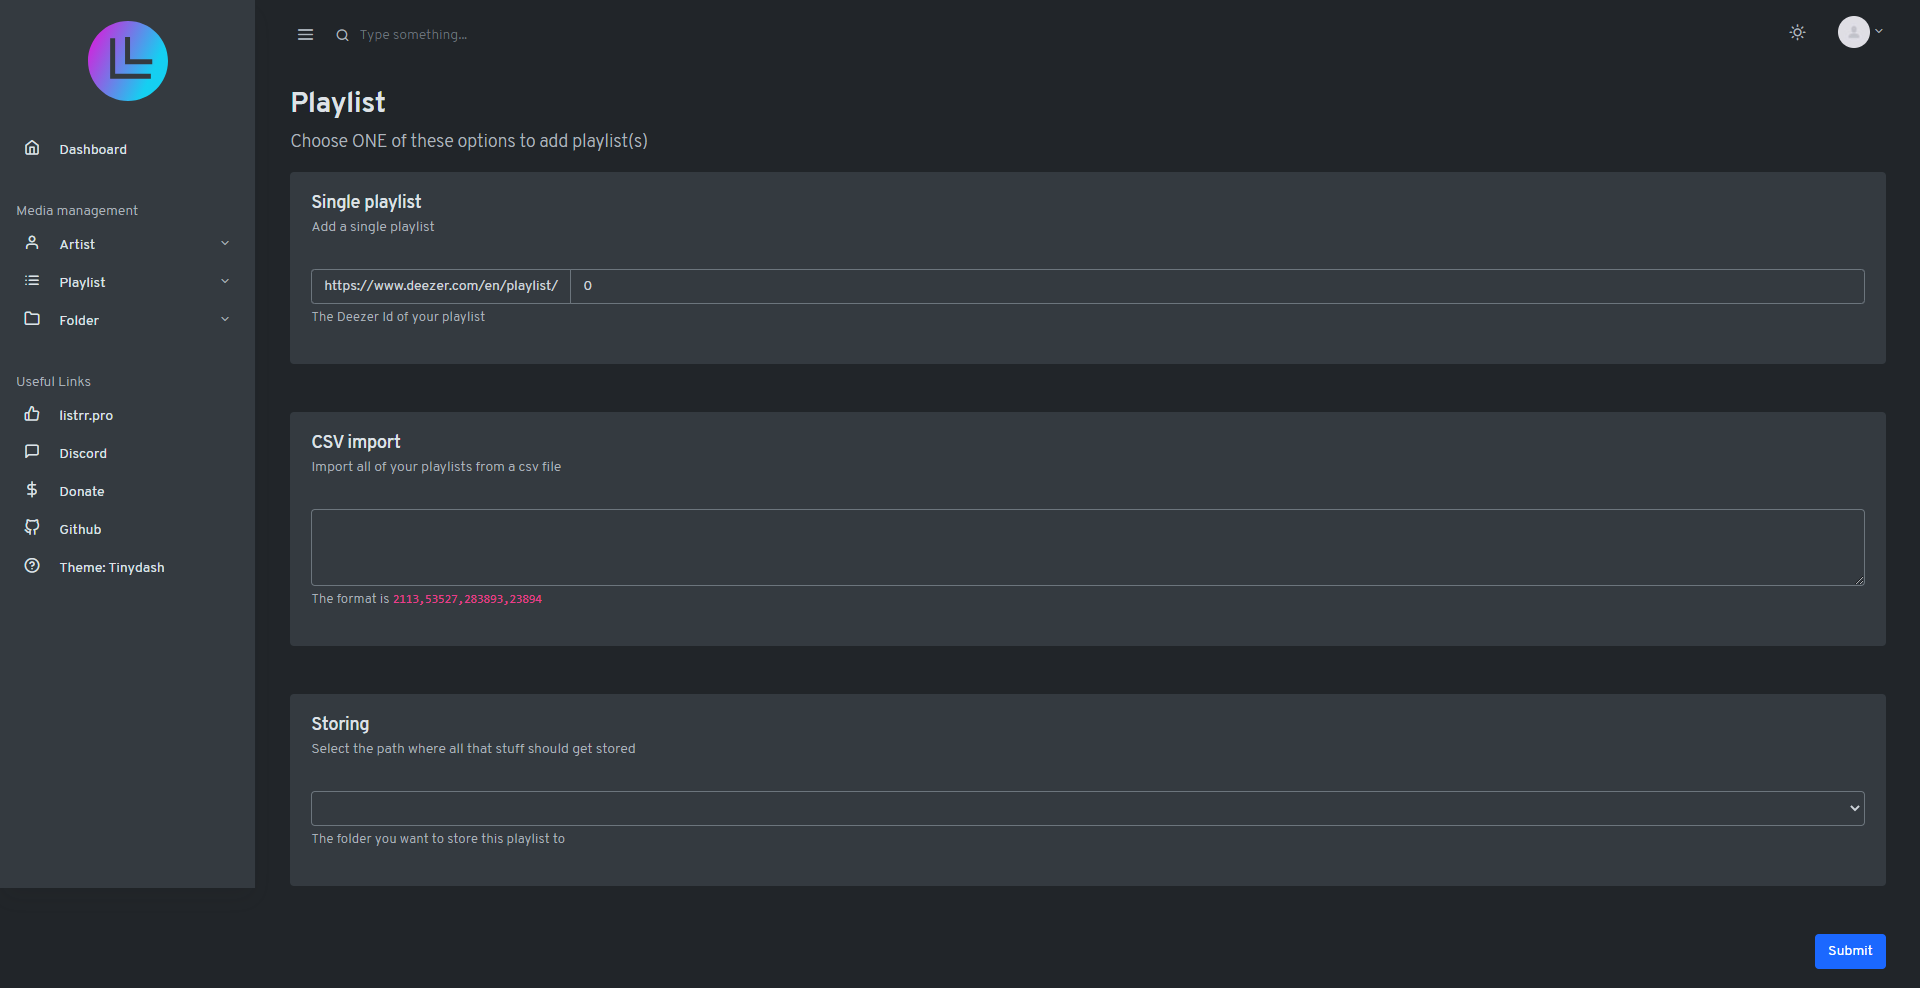 Type something...
Dashboard
Media management
Artist
Playlist
Folder
Useful Links
listrr.pro
Discord
Donate
Github
Theme: Tinydash
Playlist
Choose ONE of these options to add playlist(s)
Single playlist
Add a single playlist
https://www.deezer.com/en/playlist/ 0
The Deezer Id of your playlist
CSV import
Import all of your playlists from a csv file
The format is 2113,53527,283893,23894
Storing
Select the path where all that stuff should get stored
The folder you want to store this playlist to
Submit